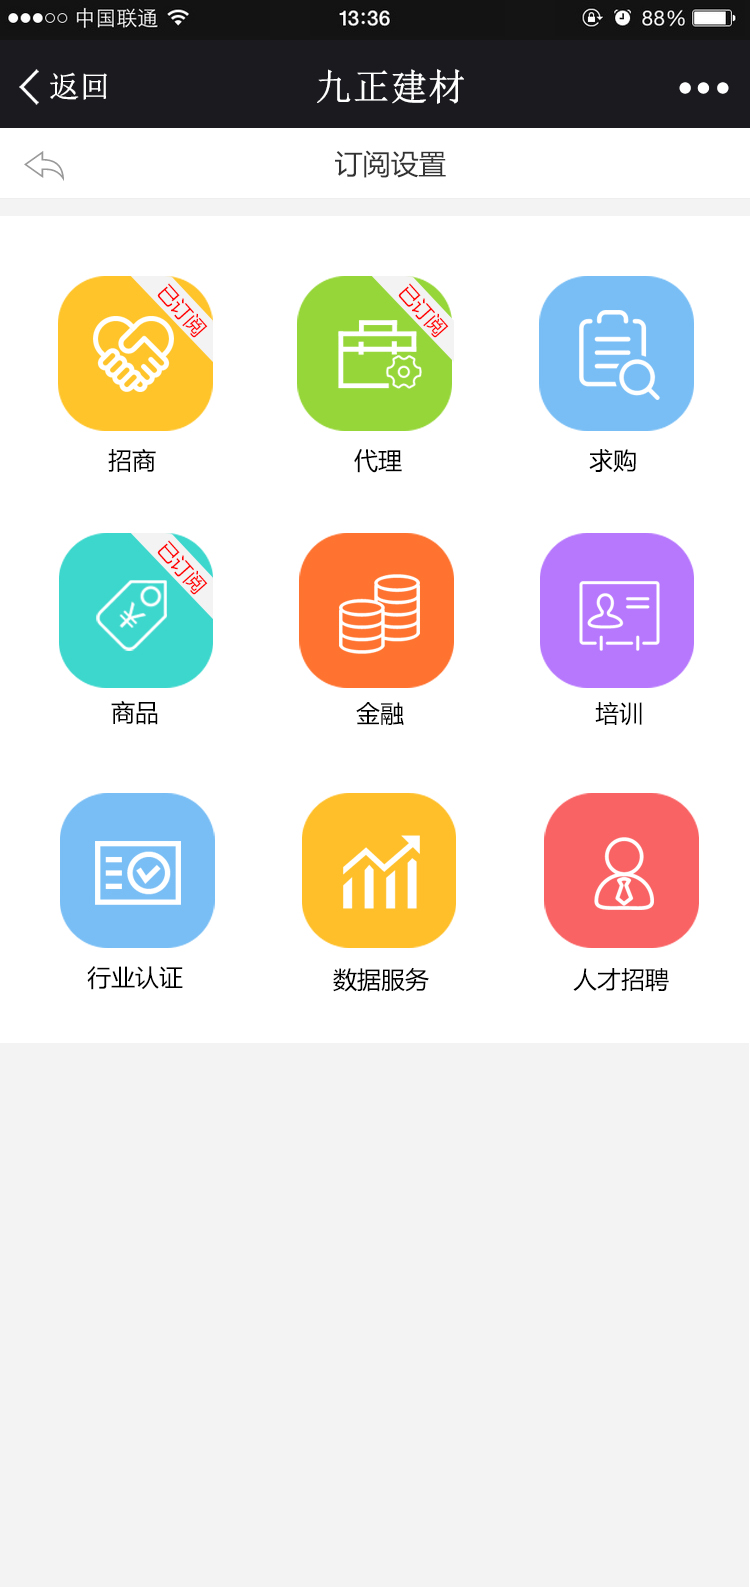 中国联通 13:36 88%
返回 九正建材
订阅设置
已订阅 已订阅
招商 代理 求购
已订阅
¥
商品 金融 培训
行业认证 数据服务 人才招聘